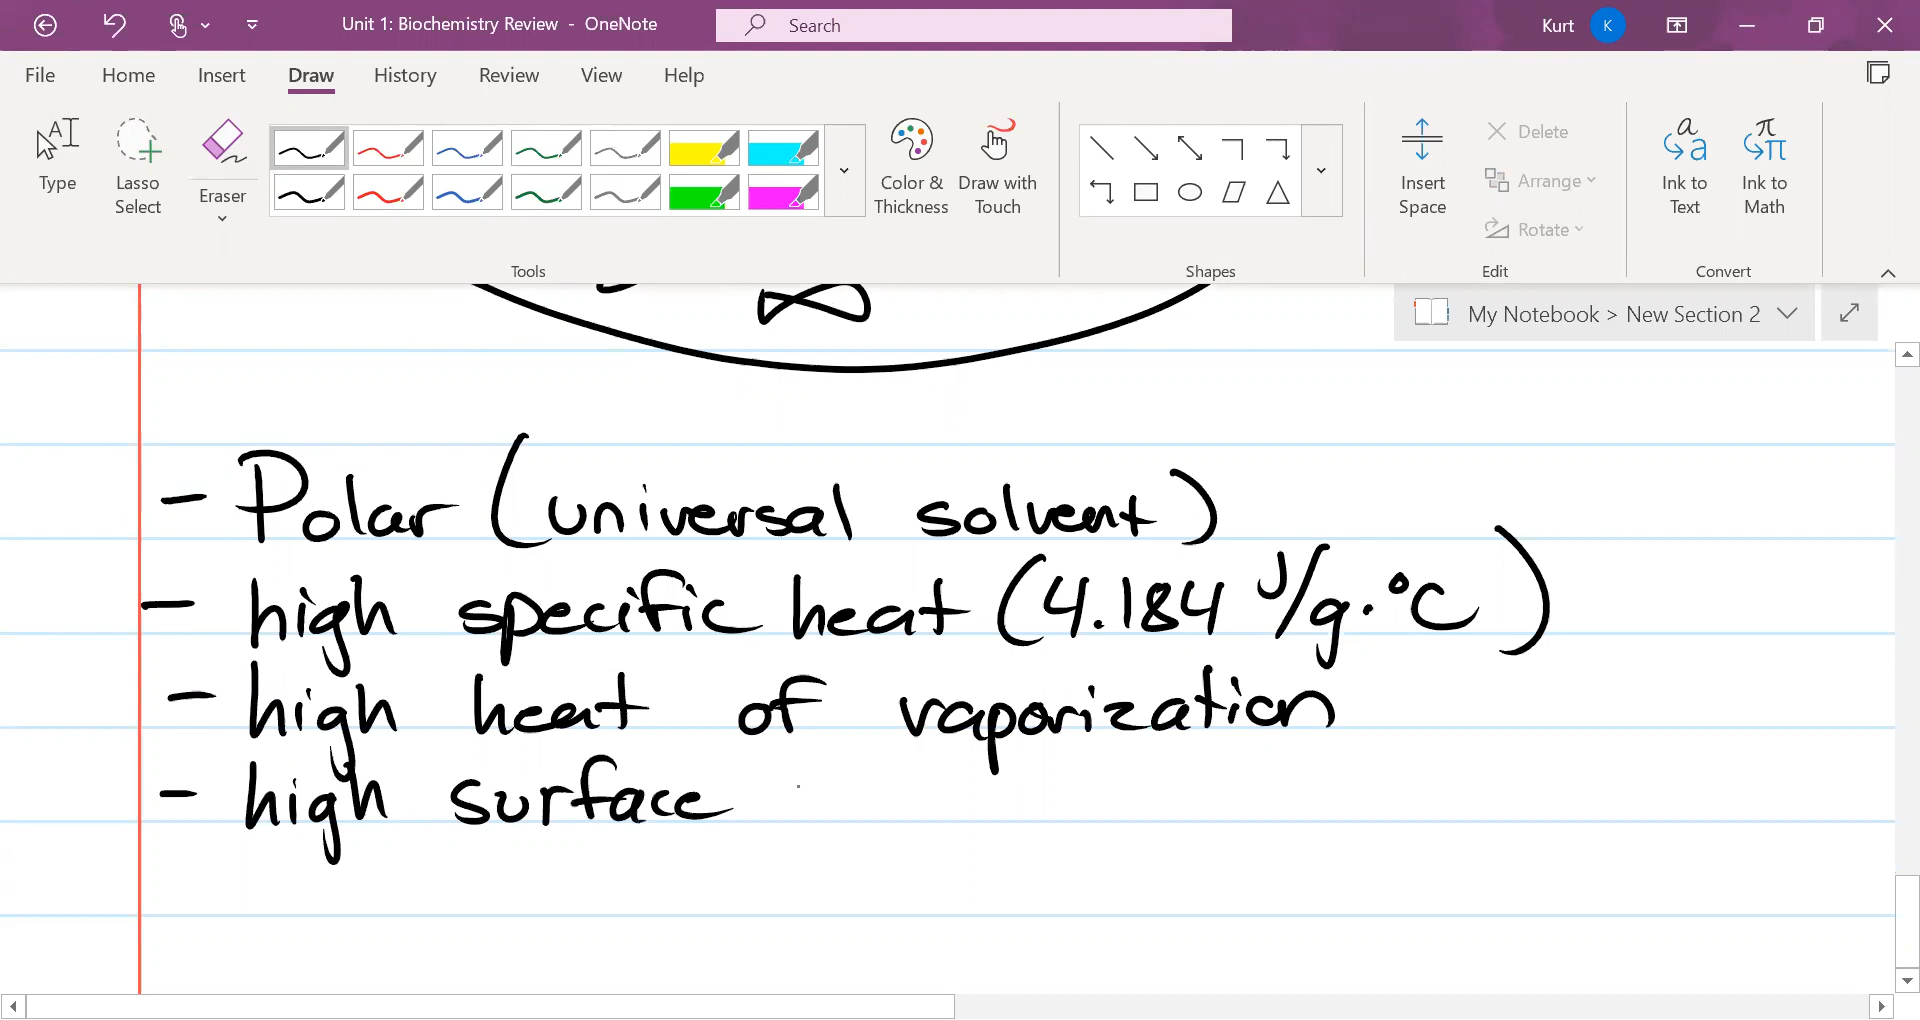 Unit 1: Biochemistry Review - OneNote
Search
Kurt K
File Home Insert Draw History Review View Help
Type
Lasso Select
Eraser
Color & Thickness
Draw with Touch
Insert Space
Delete
Arrange
Rotate
Ink to Text
Ink to Math
Tools Shapes Edit Convert
My Notebook > New Section 2
- Polar (universal solvent)
- high specific heat (4.184 J/g·°C)
- high heat of vaporization
- high surface